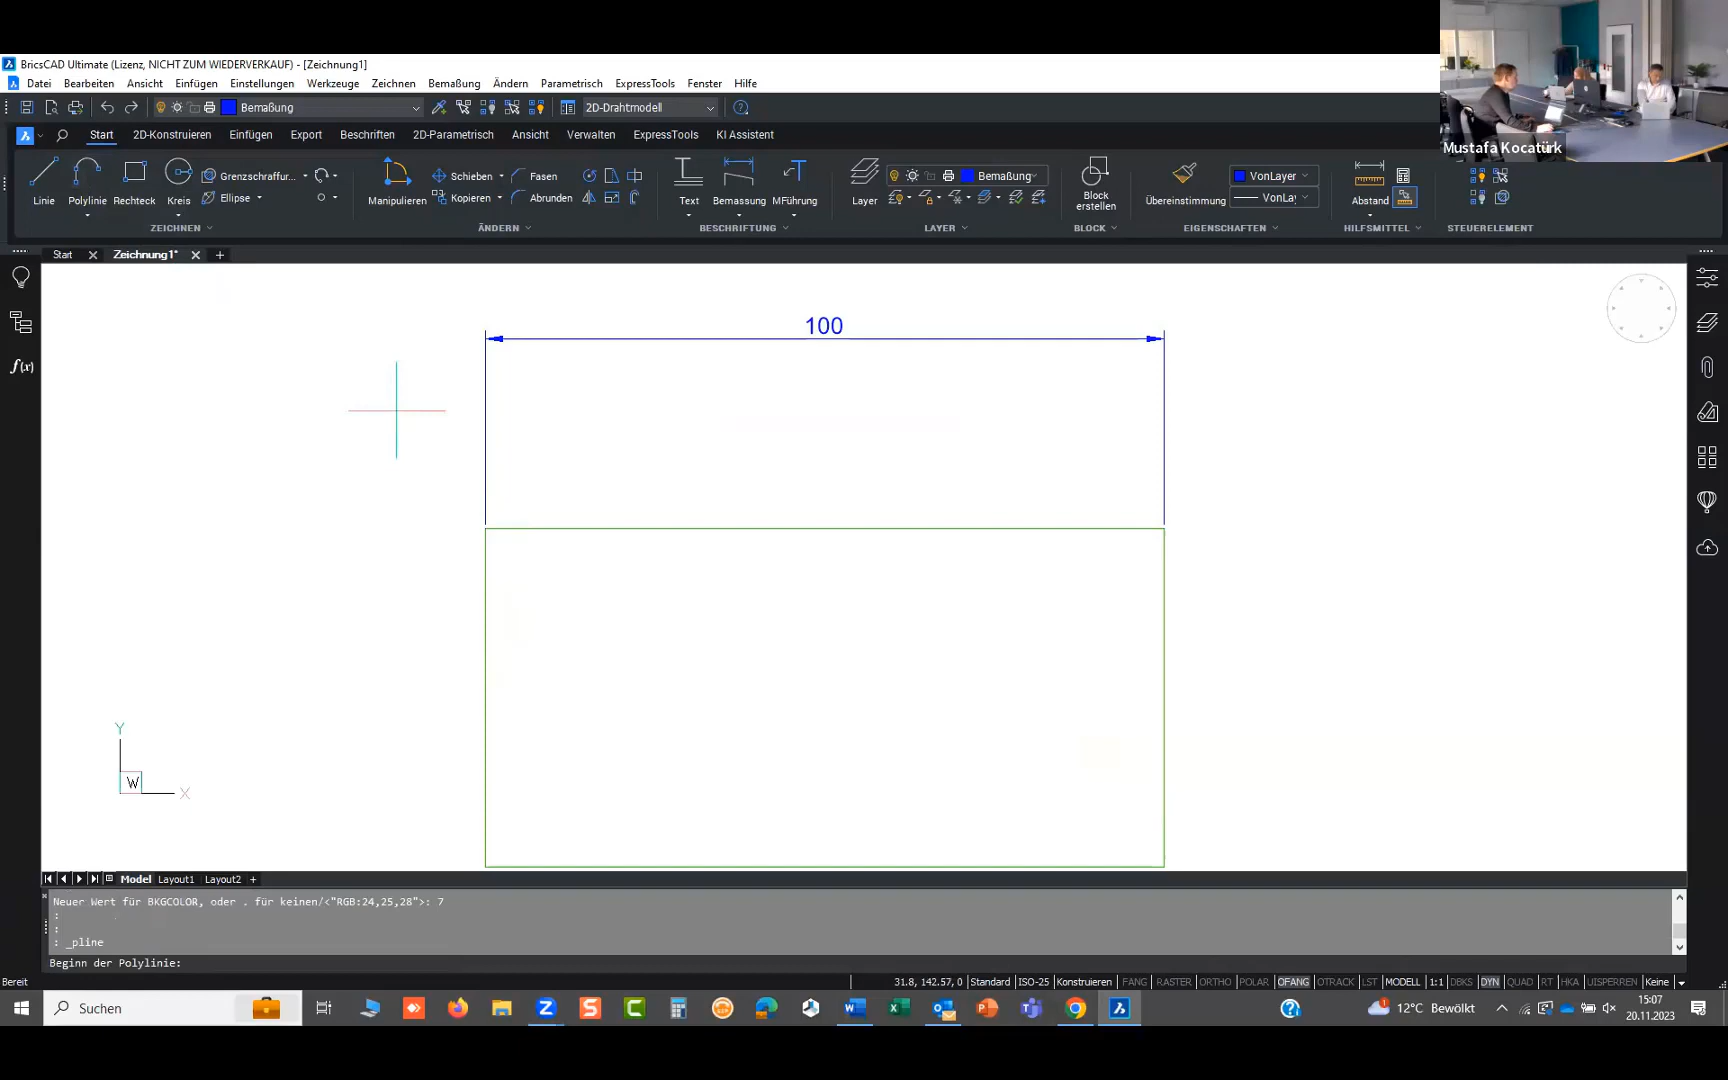 BricsCAD Ultimate (Lizenz, NICHT ZUM WIEDERVERKAUF) - [Zeichnung1]
Datei Bearbeiten Ansicht Einfügen Einstellungen Werkzeuge Zeichnen Bemaßung Ändern Parametrisch ExpressTools Fenster Hilfe
Bemaßung 2D-Drahtmodell
Mustafa Kocatürk
Start 2D-Konstruieren Einfügen Export Beschriften 2D-Parametrisch Ansicht Verwalten ExpressTools KI Assistent
Grenzschraffur... Schieben Fasen Bemaßung VonLayer
Ellipse Kopieren Abrunden VonLay
Linie Polylinie Rechteck Kreis Manipulieren Text Bemassung MFührung Layer Block erstellen Übereinstimmung Abstand
ZEICHNEN ÄNDERN BESCHRIFTUNG LAYER BLOCK EIGENSCHAFTEN HILFSMITTEL STEUERELEMENT
Start Zeichnung1*
f(x)
100
Y
W
X
Model Layout1 Layout2
Neuer Wert für BKGCOLOR, oder . für keinen/<"RGB:24,25,28">: 7
:
:
: _pline
Beginn der Polylinie:
Bereit 31.8, 142.57, 0 Standard ISO-25 Konstruieren FANG RASTER ORTHO POLAR OFANG OTRACK LST MODELL 1:1 DBKS DYN QUAD RT HKA UISPERREN Keine
Suchen 12°C Bewölkt 15:07
20.11.2023